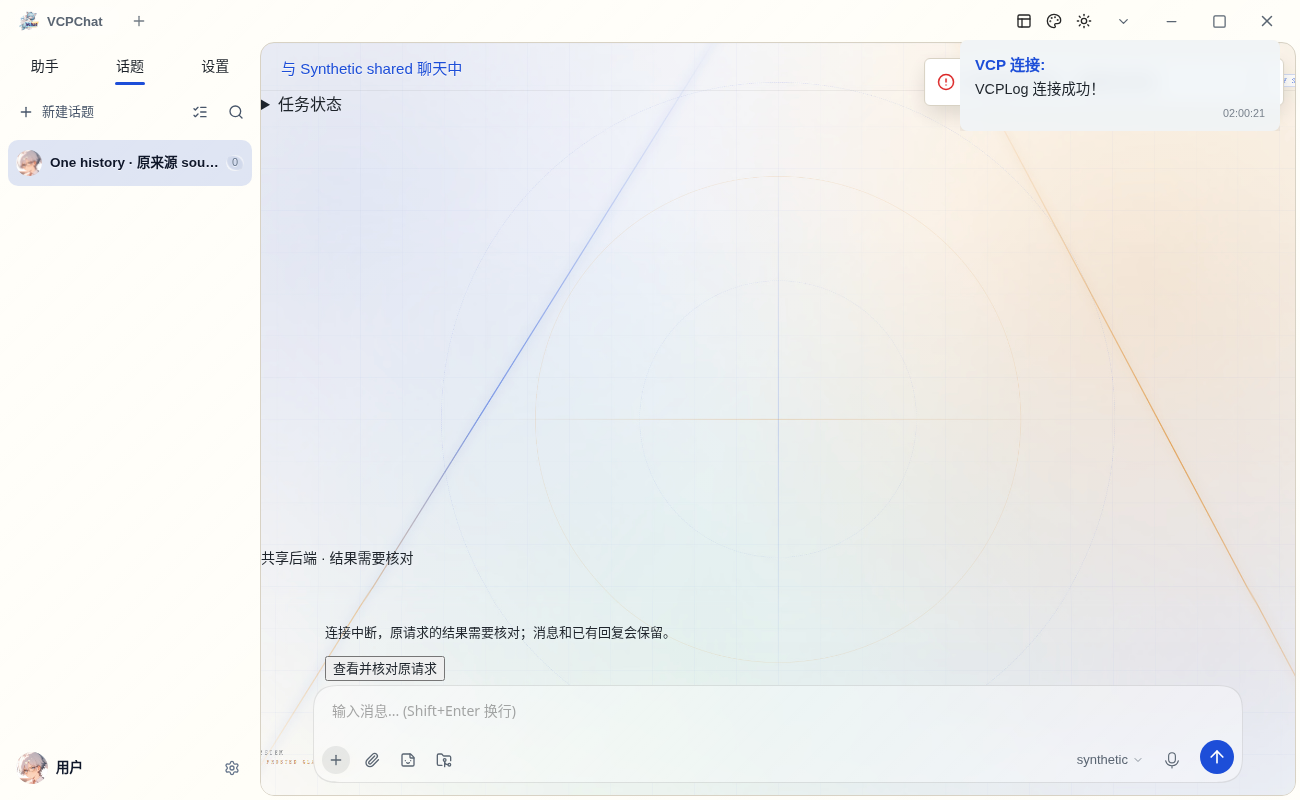 VCPChat
助手 话题 设置
新建话题
One history · 原来源 sou… 0
用户
与 Synthetic shared 聊天中
任务状态
VCP 连接:
VCPLog 连接成功！
02:00:21
共享后端 · 结果需要核对
连接中断，原请求的结果需要核对；消息和已有回复会保留。
查看并核对原请求
输入消息... (Shift+Enter 换行)
synthetic